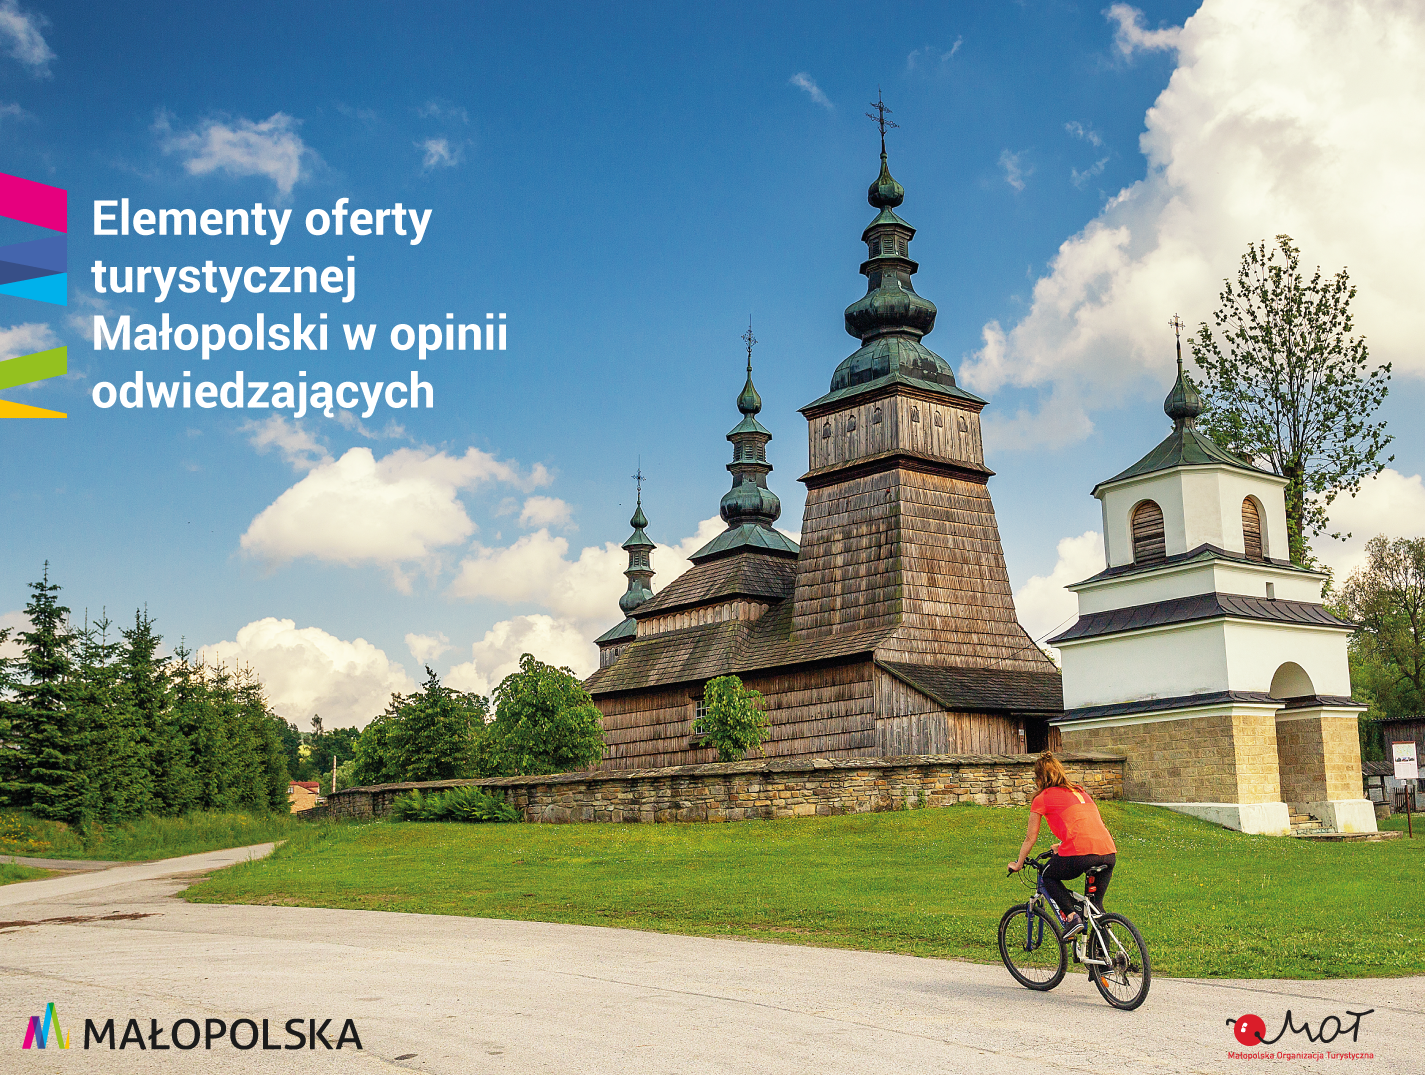 Elementy oferty
turystycznej
Małopolski w opinii
odwiedzających
MAŁOPOLSKA
MOT
Małopolska Organizacja Turystyczna